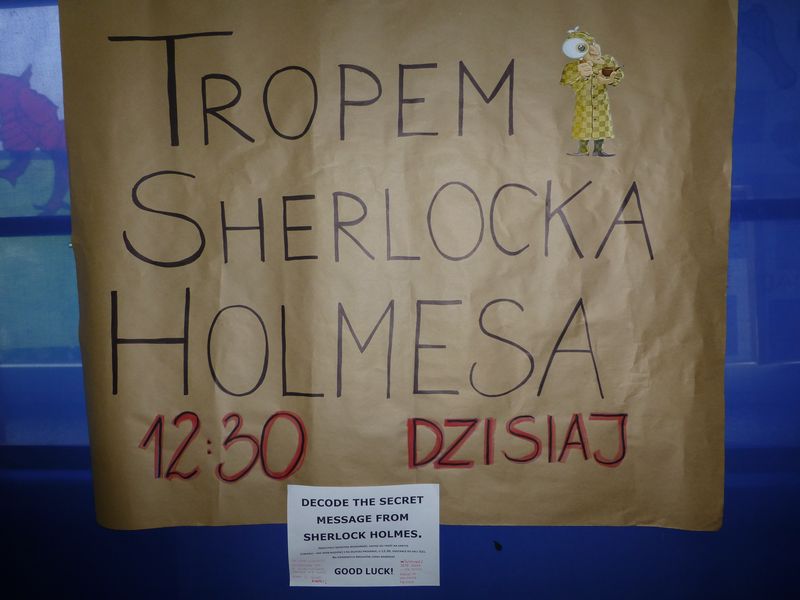 TROPEM
SHERLOCKA
HOLMESA
12:30 DZISIAJ
DECODE THE SECRET
MESSAGE FROM
SHERLOCK HOLMES.
GOOD LUCK!